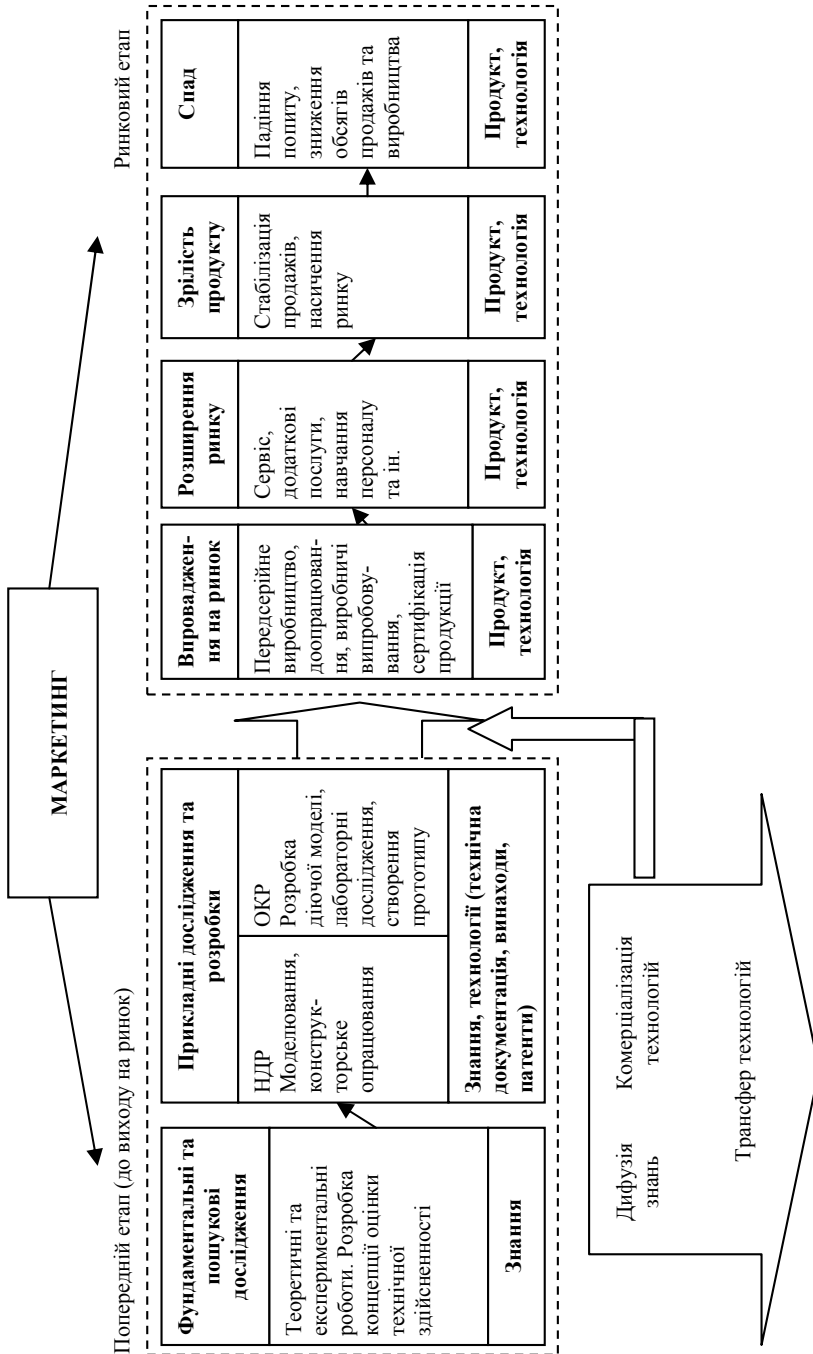 МАРКЕТИНГ
Попередній етап (до виходу на ринок)
Ринковий етап
Фундаментальні та
пошукові
дослідження
Теоретичні та
експериментальні
роботи. Розробка
концепції оцінки
технічної
здійсненності
Знання
Прикладні дослідження та
розробки
НДР
Моделювання,
конструк-
торське
опрацювання
ОКР
Розробка
діючої моделі,
лабораторні
дослідження,
створення
прототипу
Знання, технології (технічна
документація, винаходи,
патенти)
Впроваджен-
ня на ринок
Передсерійне
виробництво,
доопрацюван-
ня, виробничі
випробову-
вання,
сертифікація
продукції
Продукт,
технологія
Розширення
ринку
Сервіс,
додаткові
послуги,
навчання
персоналу
та ін.
Продукт,
технологія
Зрілість
продукту
Стабілізація
продажів,
насичення
ринку
Продукт,
технологія
Спад
Падіння
попиту,
зниження
обсягів
продажів та
виробництва
Продукт,
технологія
Дифузія
знань
Комерціалізація
технологій
Трансфер технологій